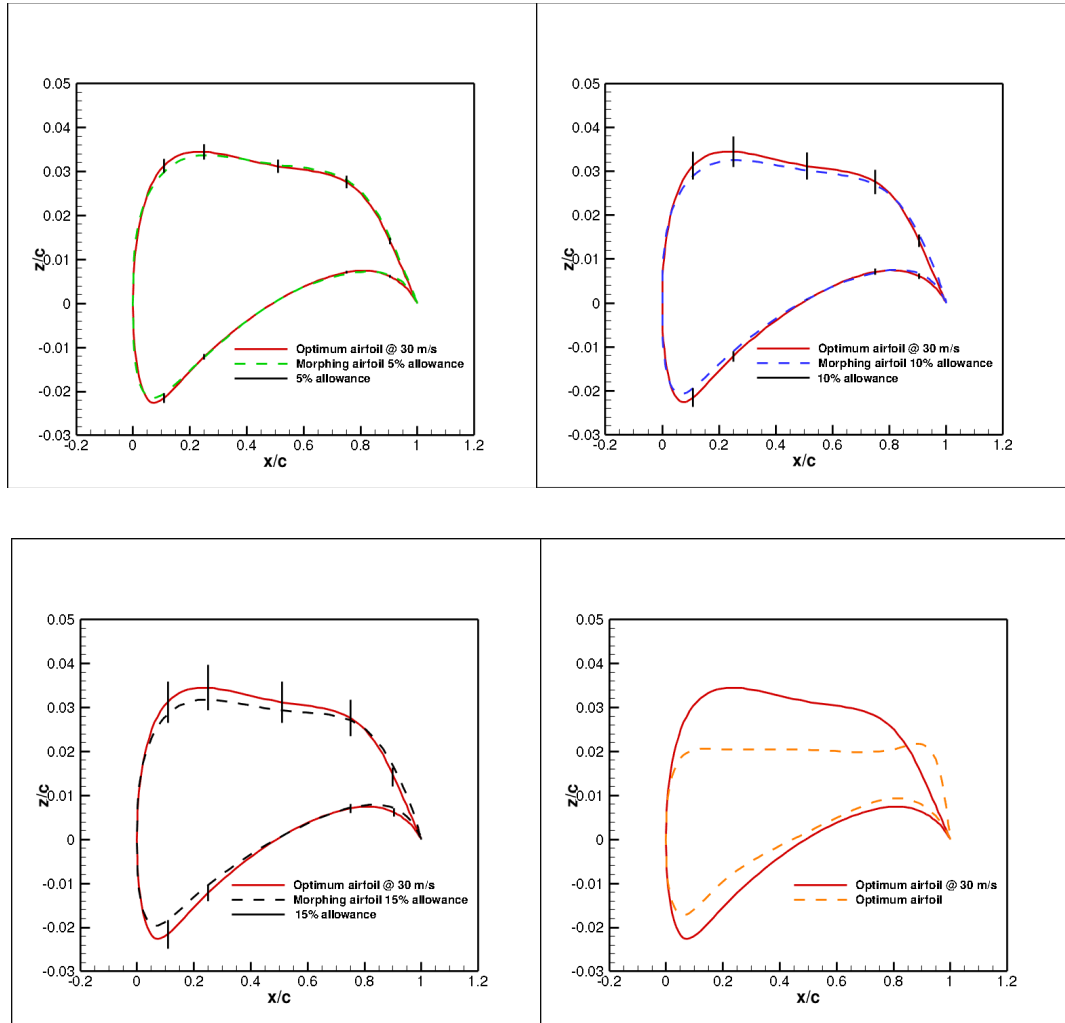 0.05
0.04
0.03
0.02
0.01
0
-0.01
-0.02
-0.03
z/c
-0.2 0 0.2 0.4 0.6 0.8 1 1.2
x/c
Optimum airfoil @ 30 m/s
Morphing airfoil 5% allowance
5% allowance
0.05
0.04
0.03
0.02
0.01
0
-0.01
-0.02
-0.03
z/c
-0.2 0 0.2 0.4 0.6 0.8 1 1.2
x/c
Optimum airfoil @ 30 m/s
Morphing airfoil 10% allowance
10% allowance
0.05
0.04
0.03
0.02
0.01
0
-0.01
-0.02
-0.03
z/c
-0.2 0 0.2 0.4 0.6 0.8 1 1.2
x/c
Optimum airfoil @ 30 m/s
Morphing airfoil 15% allowance
15% allowance
0.05
0.04
0.03
0.02
0.01
0
-0.01
-0.02
-0.03
z/c
-0.2 0 0.2 0.4 0.6 0.8 1 1.2
x/c
Optimum airfoil @ 30 m/s
Optimum airfoil